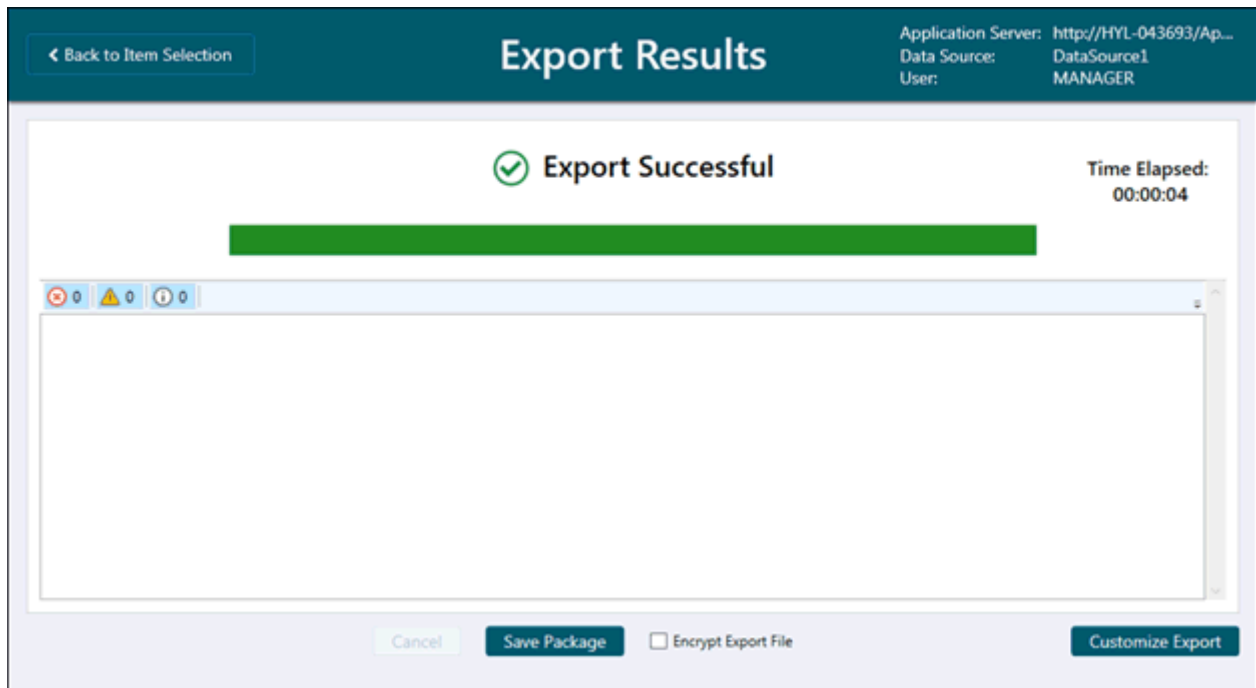 Back to Item Selection
Export Results
Application Server: http://HYL-043693/Ap...
Data Source: DataSource1
User: MANAGER
Export Successful
Time Elapsed:
00:00:04
0 0 0
Cancel Save Package Encrypt Export File Customize Export